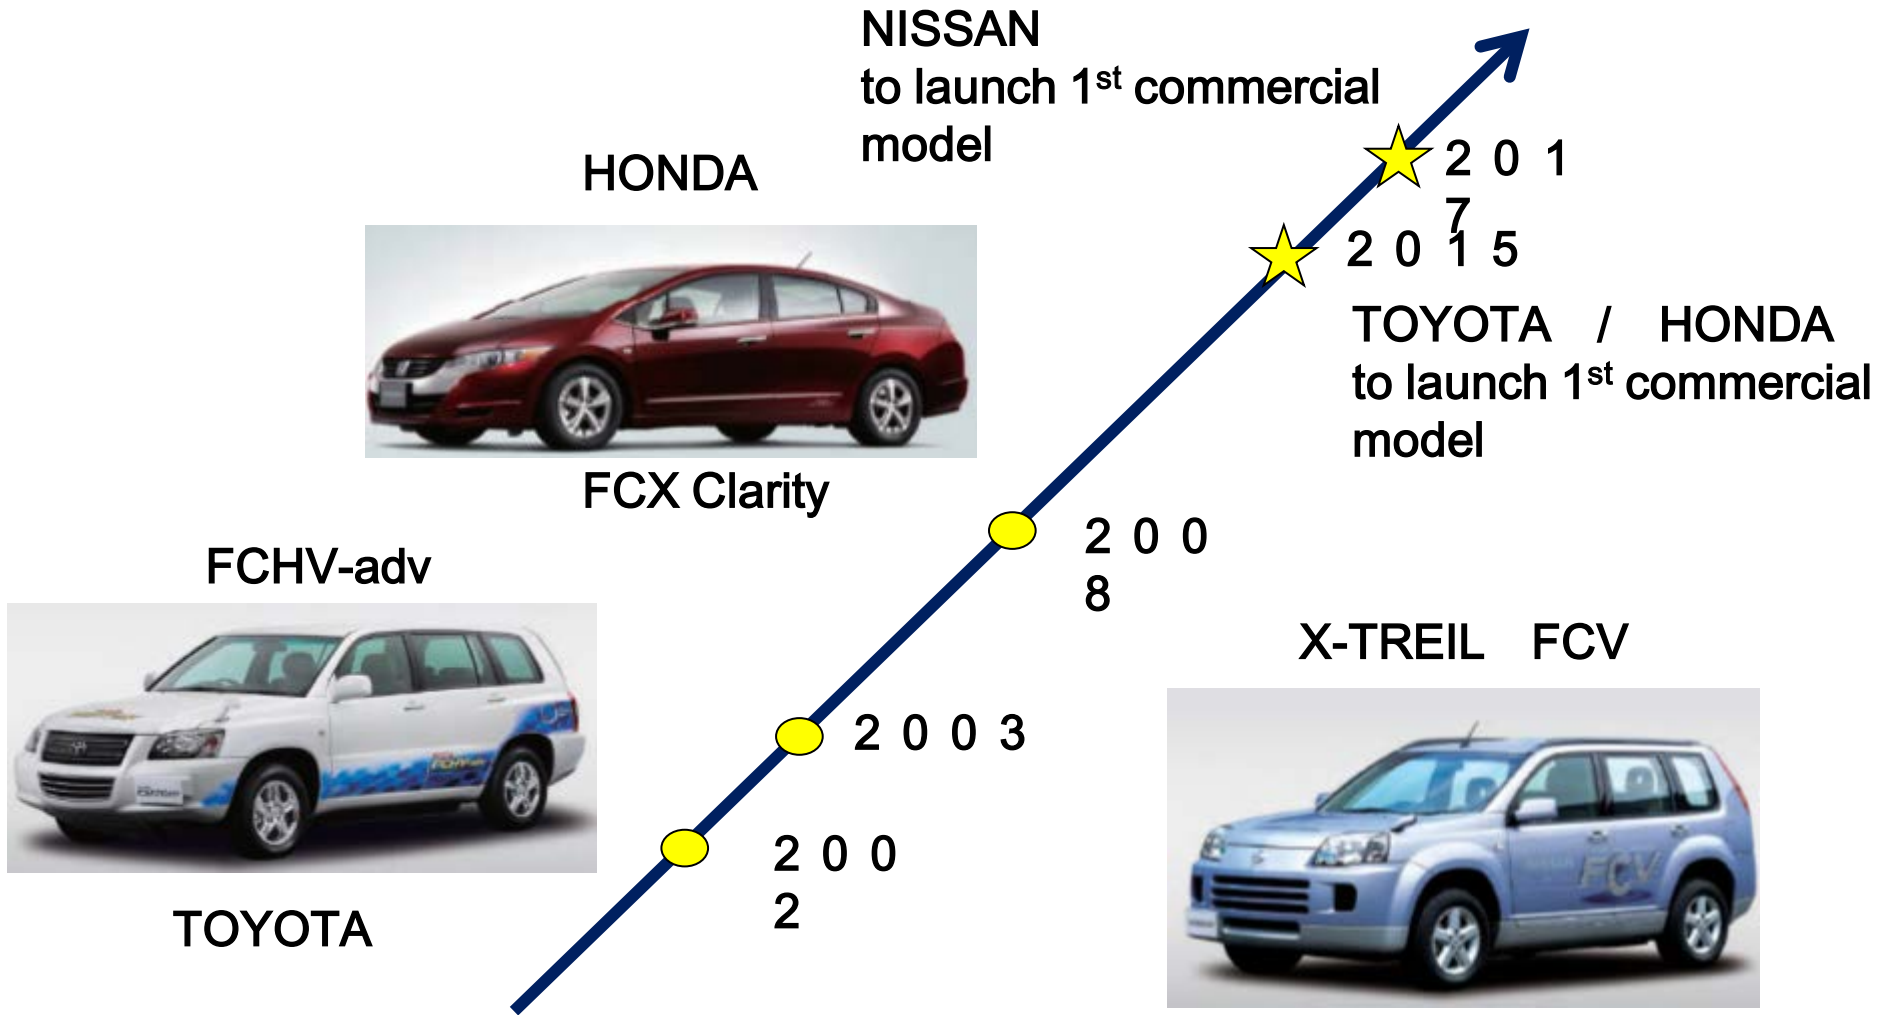 NISSAN
to launch 1st commercial
model
2 0 1
7
2 0 1 5
TOYOTA / HONDA
to launch 1st commercial
model
HONDA
FCX Clarity
2 0 0
8
FCHV-adv
TOYOTA
2 0 0 3
2 0 0
2
X-TREIL FCV
FCV